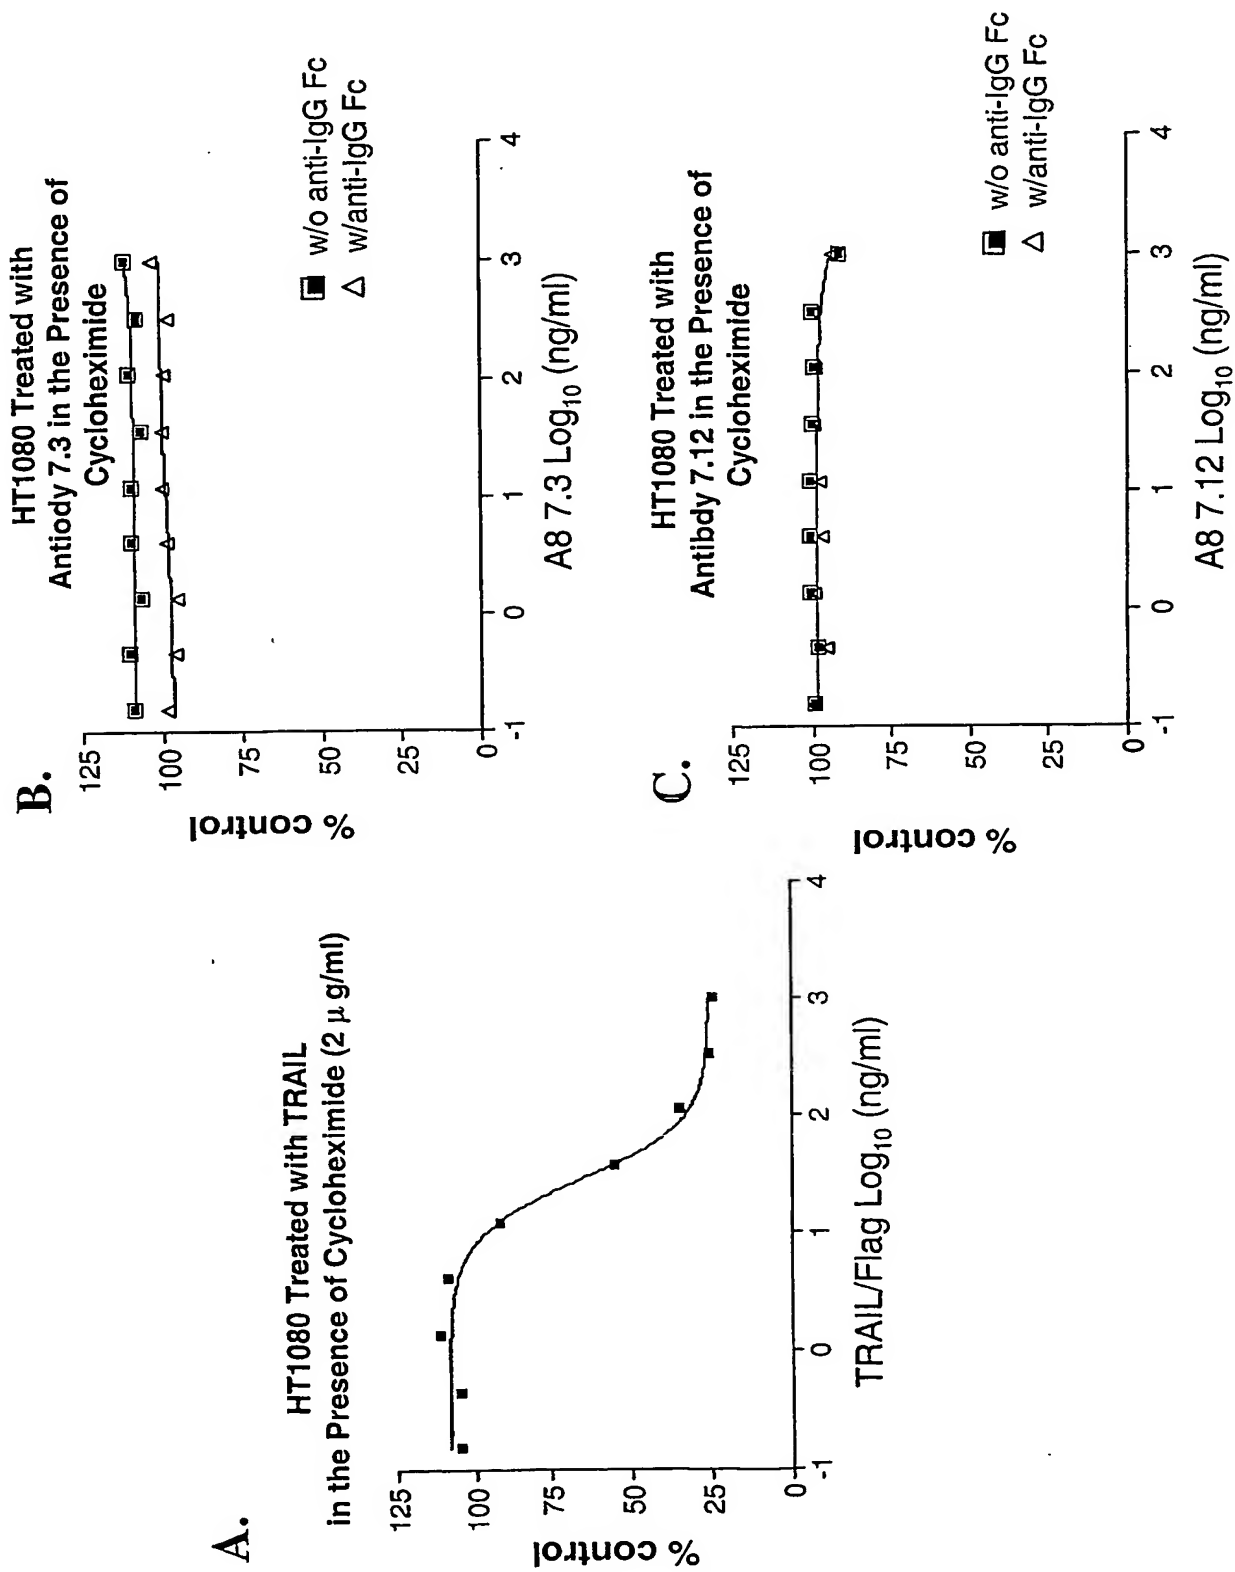 A.
HT1080 Treated with TRAIL
in the Presence of Cycloheximide (2 μ g/ml)
% control
125
100
75
50
25
0
-1
0
1
2
3
4
TRAIL/Flag Log10 (ng/ml)
B.
HT1080 Treated with
Antiody 7.3 in the Presence of
Cycloheximide
% control
125
100
75
50
25
0
-1
0
1
2
3
4
A8 7.3 Log10 (ng/ml)
w/o anti-IgG Fc
w/anti-IgG Fc
C.
HT1080 Treated with
Antibdy 7.12 in the Presence of
Cycloheximide
% control
125
100
75
50
25
0
-1
0
1
2
3
4
A8 7.12 Log10 (ng/ml)
w/o anti-IgG Fc
w/anti-IgG Fc